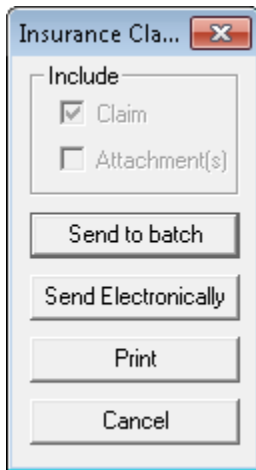 Insurance Cla...
Include
Claim
Attachment(s)
Send to batch
Send Electronically
Print
Cancel